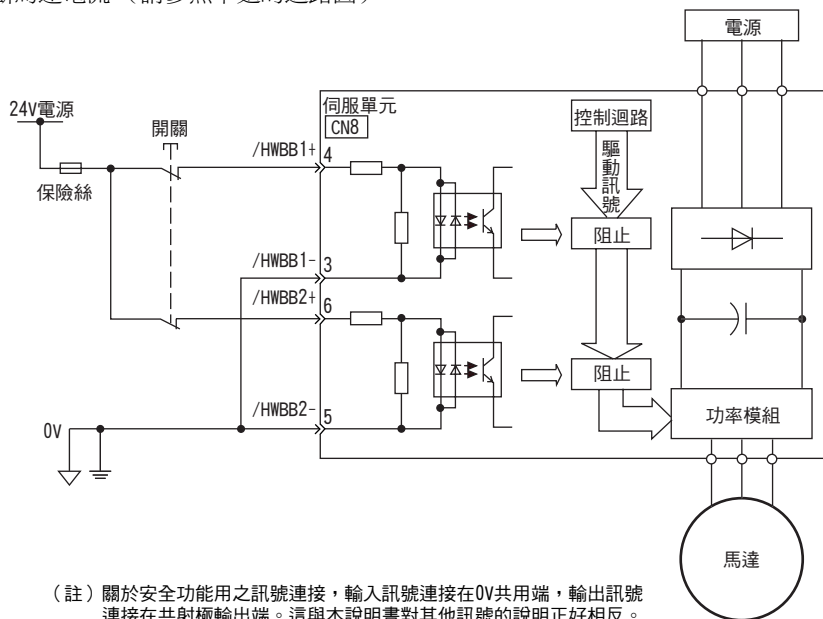 電源
24V電源
開關
保險絲
伺服單元
CN8
/HWBB1+
4
/HWBB1-
3
/HWBB2+
6
/HWBB2-
5
0V
控制迴路
驅動訊號
阻止
阻止
功率模組
馬達
（註）關於安全功能用之訊號連接，輸入訊號連接在0V共用端，輸出訊號
連接在共射極輸出端。這與本說明書對其他訊號的說明正好相反。